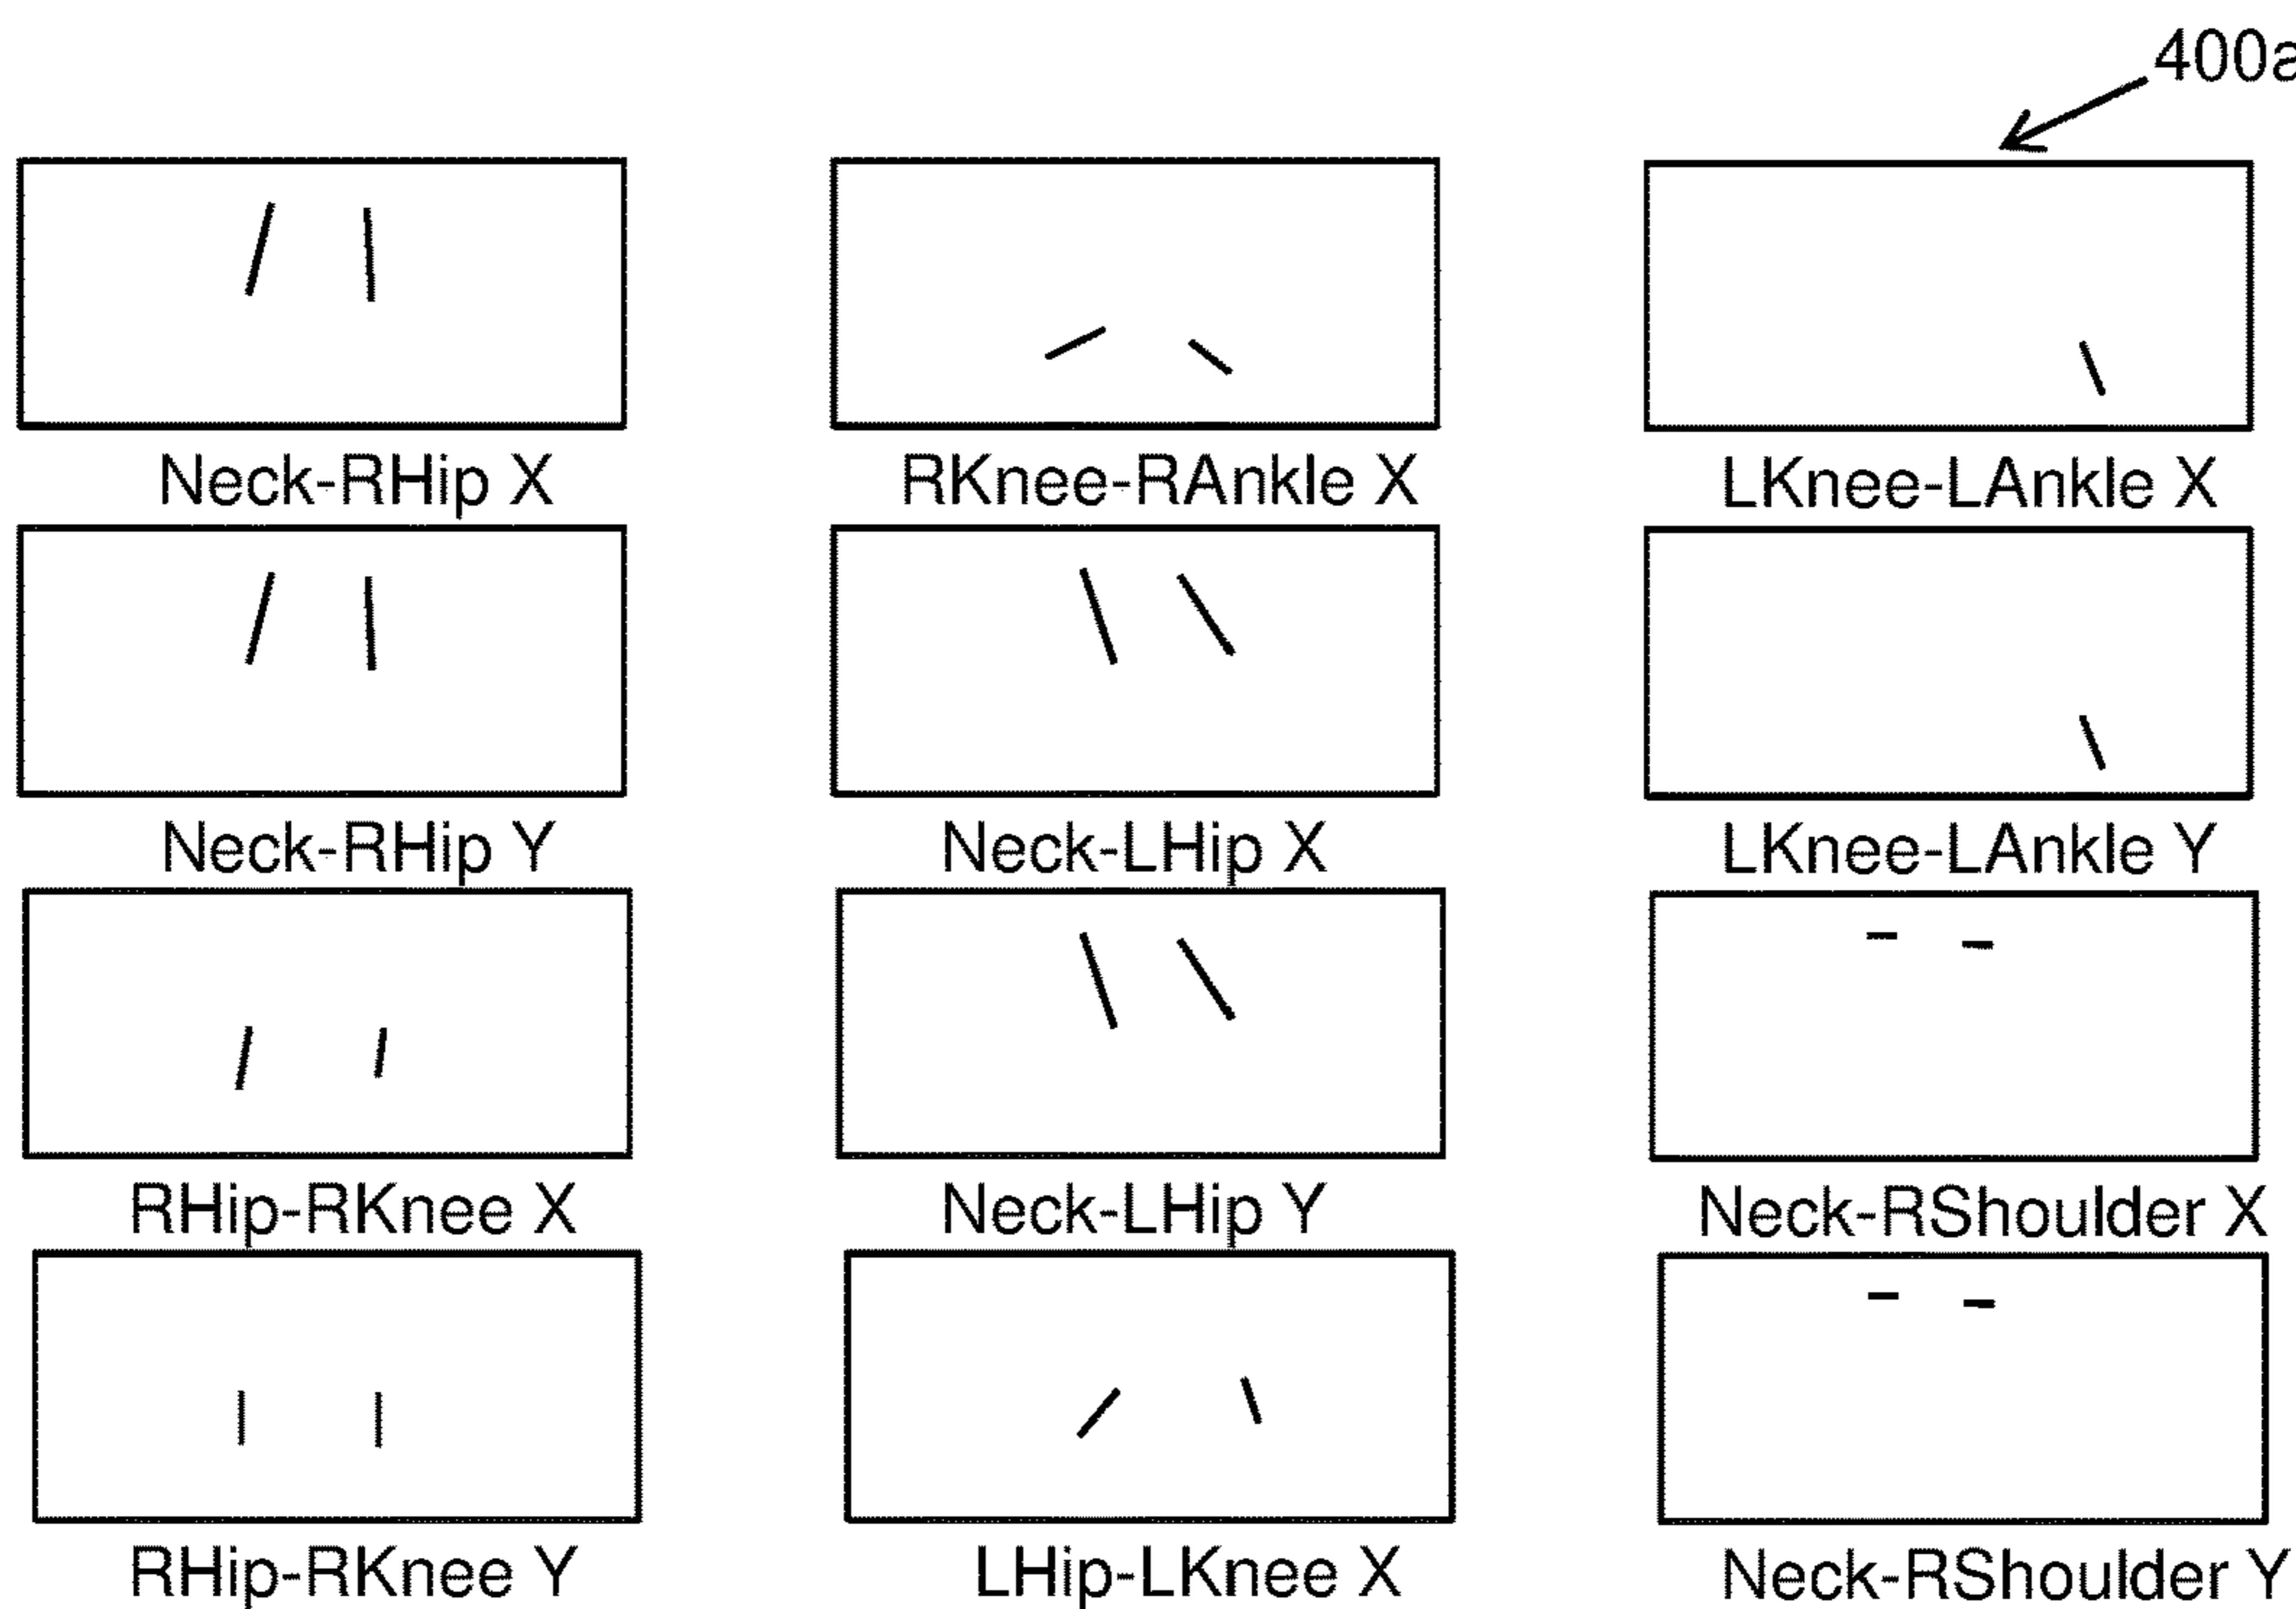 400a
Neck-RHip X
RKnee-RAnkle X
LKnee-LAnkle X
Neck-RHip Y
Neck-LHip X
LKnee-LAnkle Y
RHip-RKnee X
Neck-LHip Y
Neck-RShoulder X
RHip-RKnee Y
LHip-LKnee X
Neck-RShoulder Y